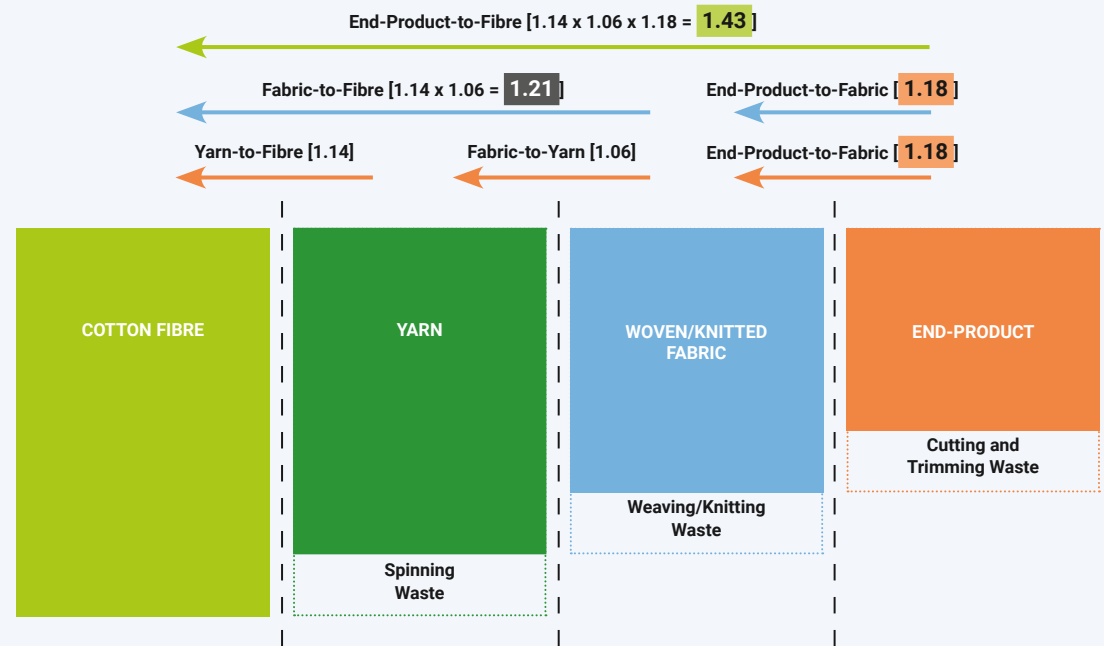 End-Product-to-Fibre [1.14 x 1.06 x 1.18 = 1.43 ]
Fabric-to-Fibre [1.14 x 1.06 = 1.21 ]
End-Product-to-Fabric [ 1.18 ]
Yarn-to-Fibre [1.14]
Fabric-to-Yarn [1.06]
End-Product-to-Fabric [ 1.18 ]
COTTON FIBRE
YARN
WOVEN/KNITTED
FABRIC
END-PRODUCT
Cutting and
Trimming Waste
Weaving/Knitting
Waste
Spinning
Waste